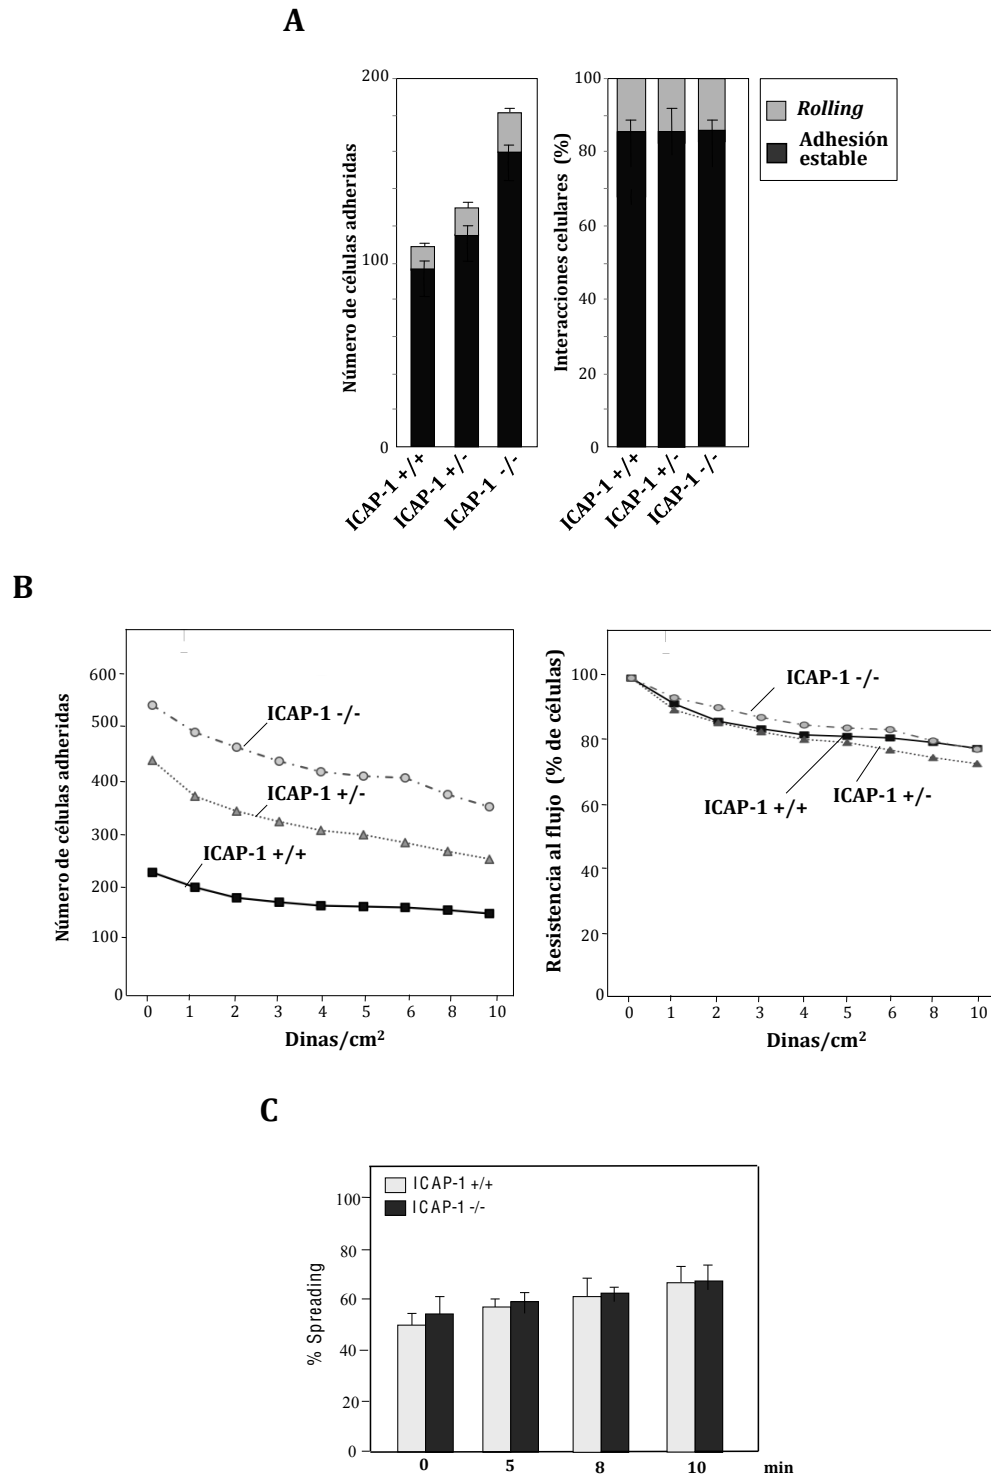 A
Número de células adheridas
200
100
0
ICAP-1 +/+
ICAP-1 +/-
ICAP-1 -/-
Interacciones celulares (%)
100
80
60
40
20
0
ICAP-1 +/+
ICAP-1 +/-
ICAP-1 -/-
Rolling
Adhesión
estable
B
Número de células adheridas
600
500
400
300
200
100
0
ICAP-1 -/-
ICAP-1 +/-
ICAP-1 +/+
0 1 2 3 4 5 6 8 10
Dinas/cm²
Resistencia al flujo (% de células)
100
80
60
40
20
0
ICAP-1 -/-
ICAP-1 +/+
ICAP-1 +/-
0 1 2 3 4 5 6 8 10
Dinas/cm²
C
% Spreading
100
80
60
40
20
0
ICAP-1 +/+
ICAP-1 -/-
0 5 8 10 min